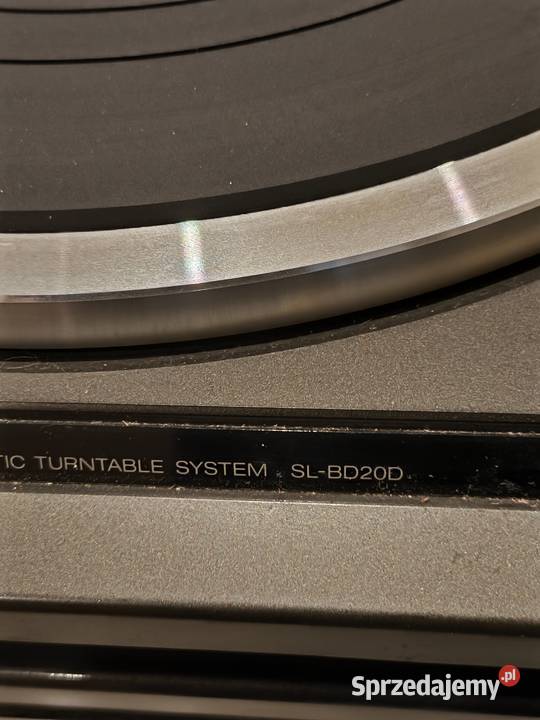 TIC TURNTABLE SYSTEM SL-BD20D
Sprzedajemy.pl